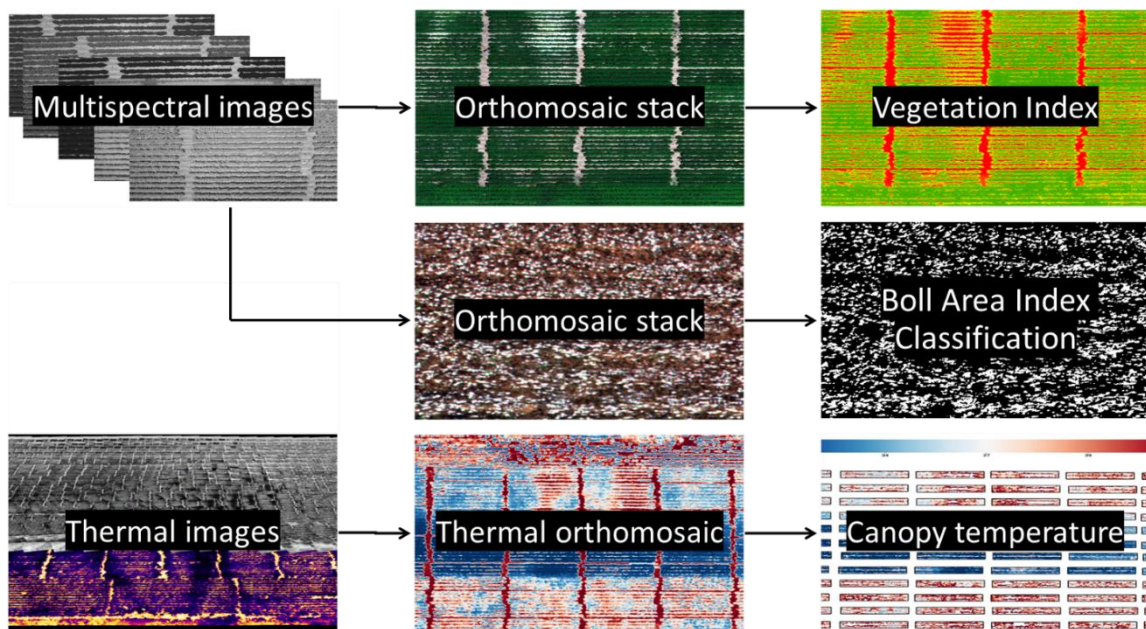 Multispectral images
Orthomosaic stack
Vegetation Index
Orthomosaic stack
Boll Area Index
Classification
Thermal images
Thermal orthomosaic
Canopy temperature